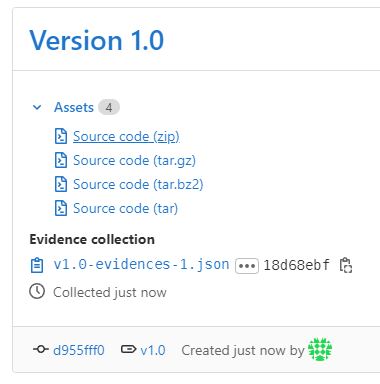 Version 1.0
Assets 4
Source code (zip)
Source code (tar.gz)
Source code (tar.bz2)
Source code (tar)
Evidence collection
v1.0-evidences-1.json ••• 18d68ebf
Collected just now
d955fff0 v1.0 Created just now by